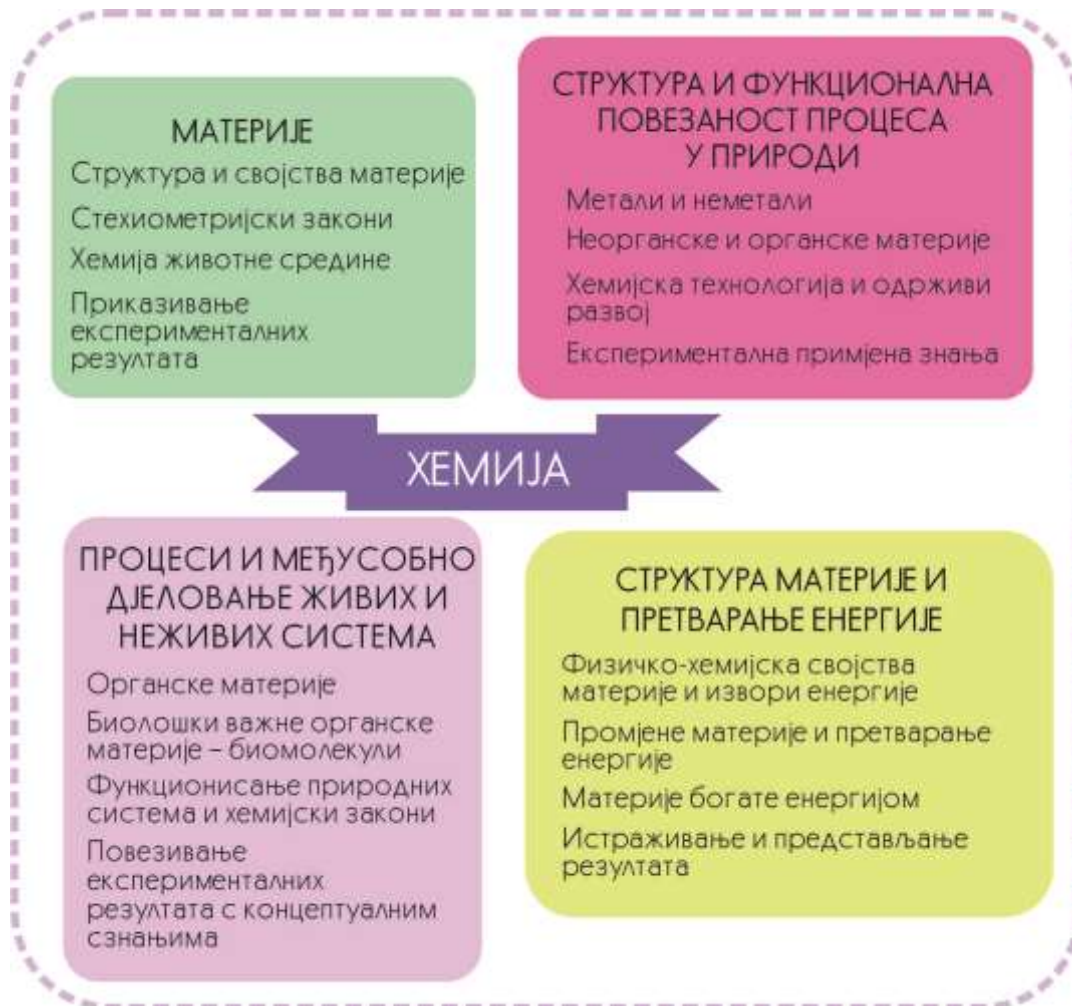 МАТЕРИЈЕ
Структура и својства материје
Стехиометријски закони
Хемија животне средине
Приказивање
експерименталних
резултата
СТРУКТУРА И ФУНКЦИОНАЛНА
ПОВЕЗАНОСТ ПРОЦЕСА
У ПРИРОДИ
Метали и неметали
Неорганске и органске материје
Хемијска технологија и одрживи
развој
Експериментална примјена знања
ХЕМИЈА
ПРОЦЕСИ И МЕЂУСОБНО
ДЈЕЛОВАЊЕ ЖИВИХ И
НЕЖИВИХ СИСТЕМА
Органске материје
Биолошки важне органске
материје – биомолекули
Функционисање природних
система и хемијски закони
Повезивање
експерименталних
резултата с концептуалним
сзнањима
СТРУКТУРА МАТЕРИЈЕ И
ПРЕТВАРАЊЕ ЕНЕРГИЈЕ
Физичко-хемијска својства
материје и извори енергије
Промјене материје и претварање
енергије
Материје богате енергијом
Истраживање и представљање
резултата